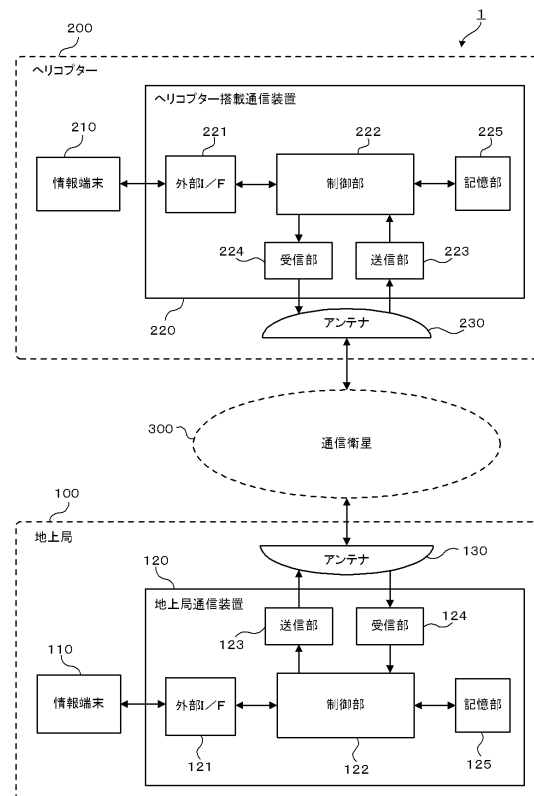 1
200
ヘリコプター
ヘリコプター搭載通信装置
210
221
222
225
情報端末
外部I／F
制御部
記憶部
224
受信部
送信部
223
220
アンテナ
230
300
通信衛星
100
地上局
アンテナ
130
120
地上局通信装置
123
送信部
受信部
124
110
情報端末
外部I／F
制御部
記憶部
121
122
125